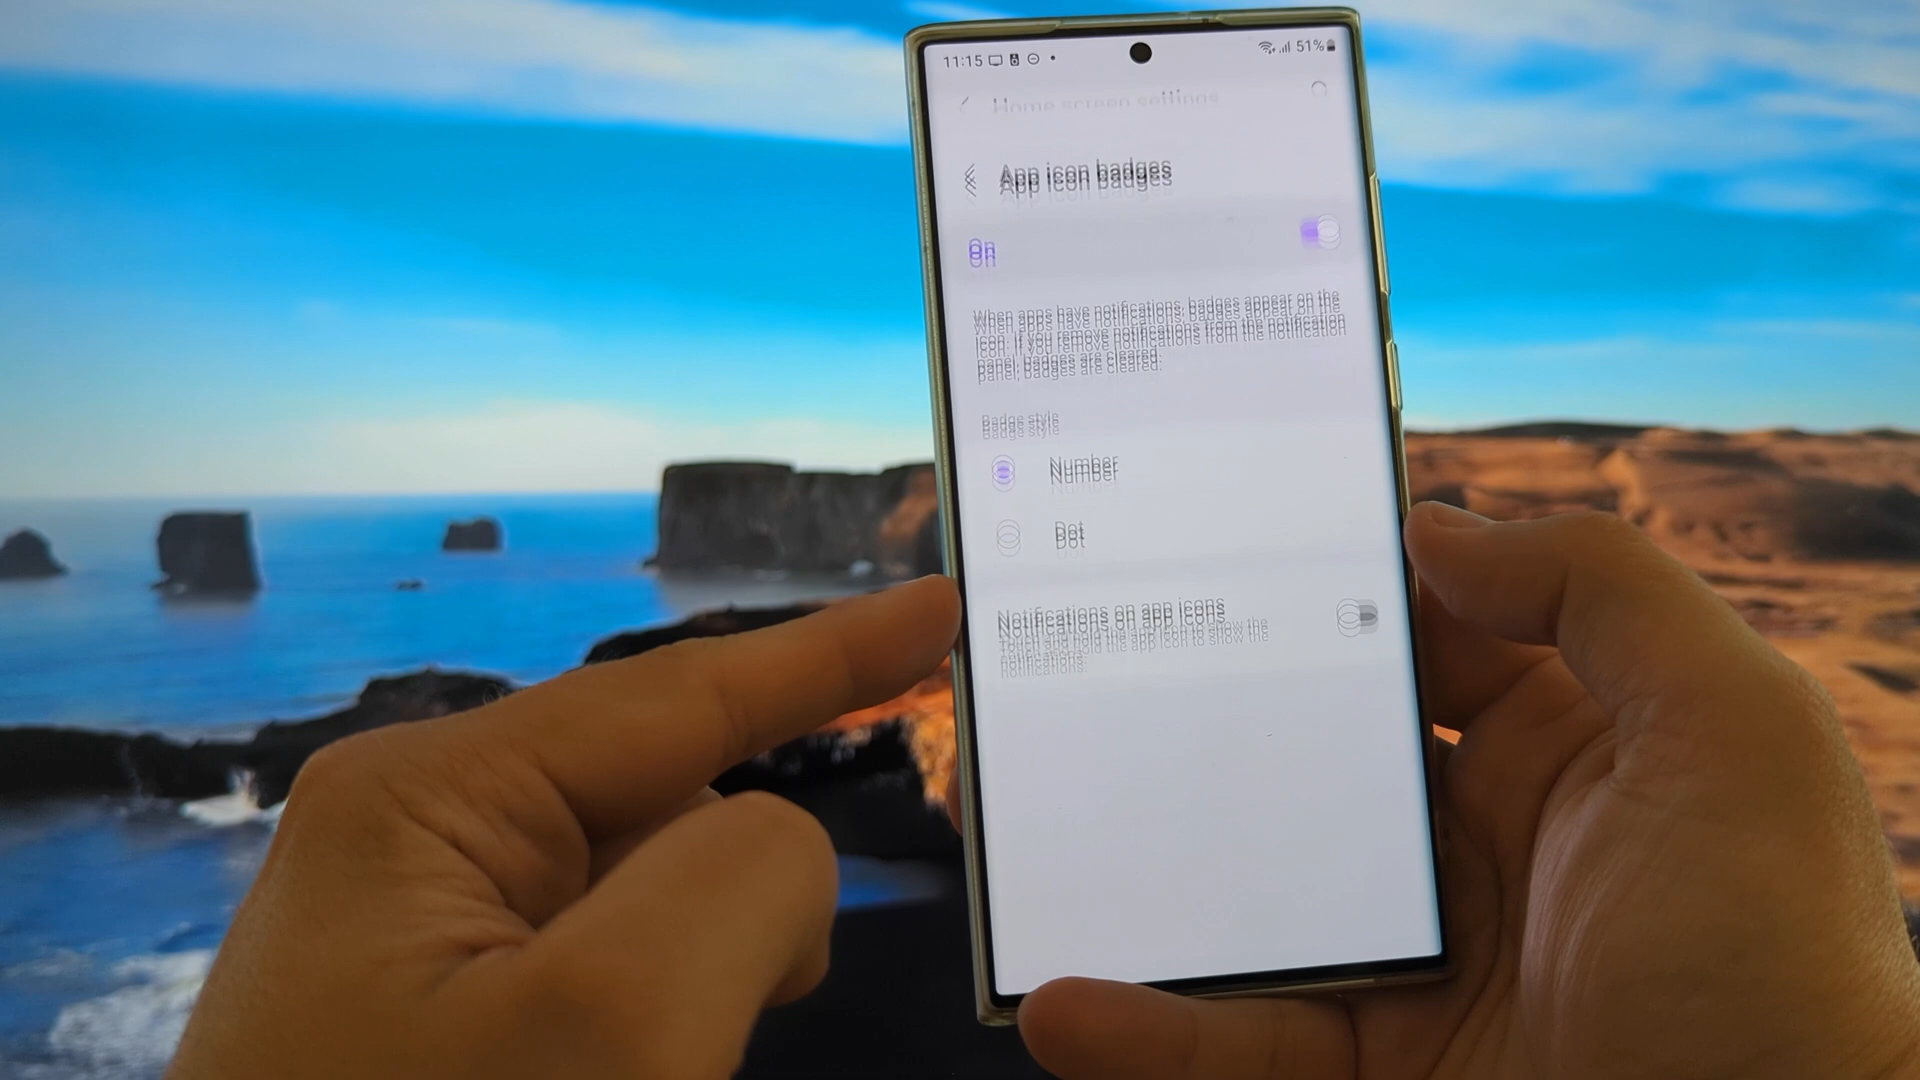 11:15 51%
Home screen settings
App icon badges
On
When apps have notifications, badges appear on the
icon. If you remove notifications from the notification
panel, badges are cleared.
Badge style
Number
Dot
Notifications on app icons
Touch and hold the app icon to show the
notifications.